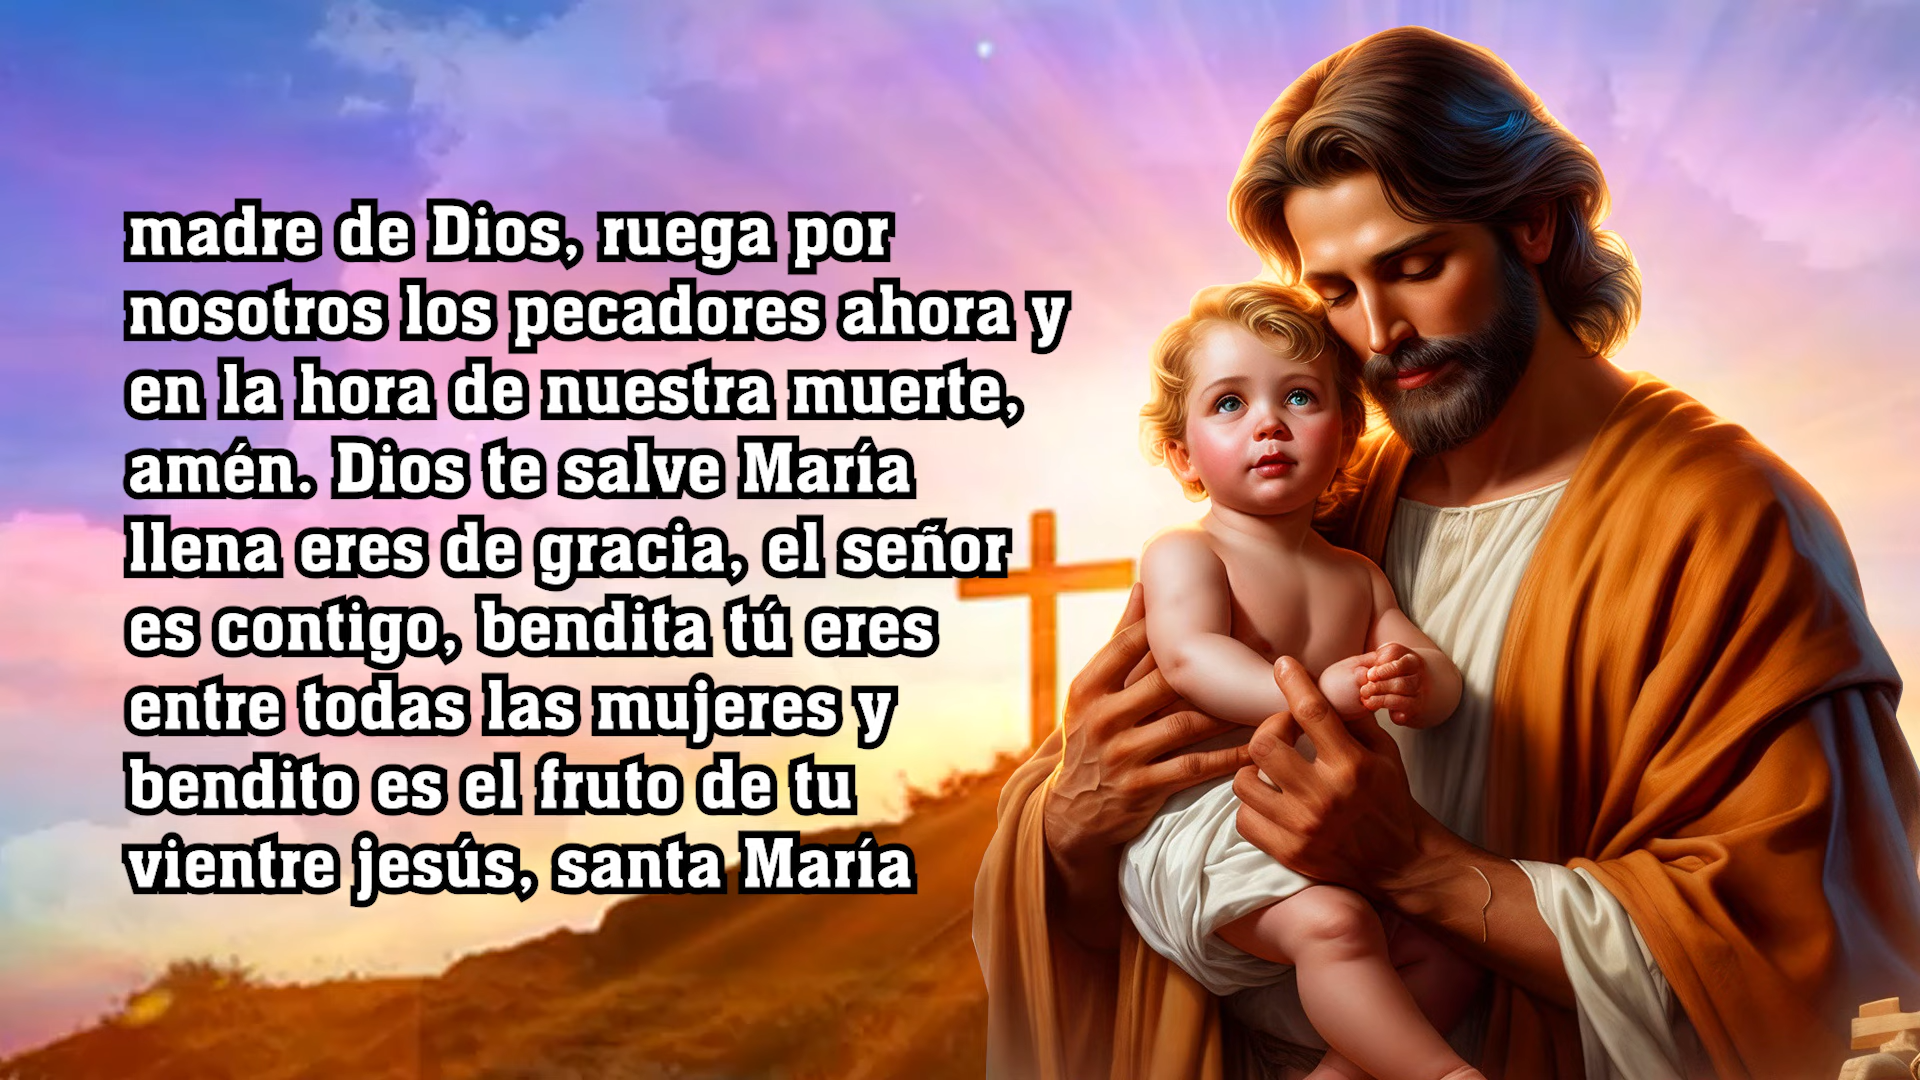 madre de Dios, ruega por
nosotros los pecadores ahora y
en la hora de nuestra muerte,
amén. Dios te salve María
llena eres de gracia, el señor
es contigo, bendita tú eres
entre todas las mujeres y
bendito es el fruto de tu
vientre jesús, santa María